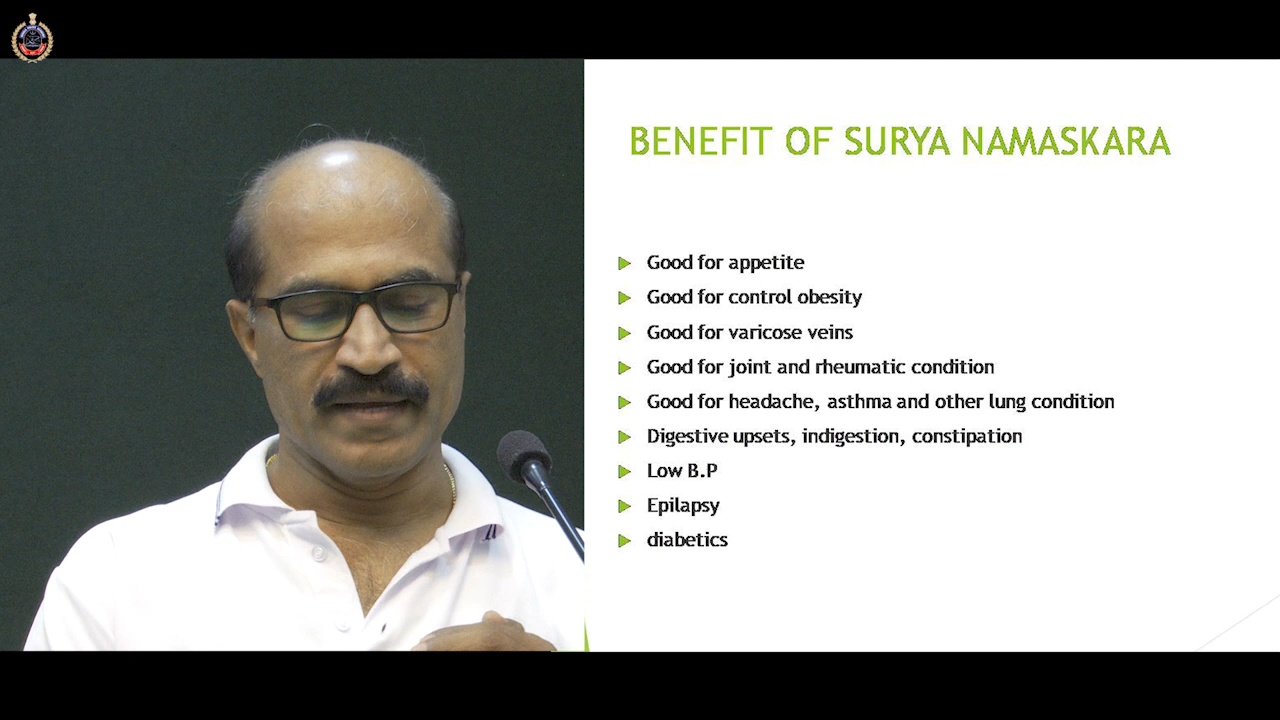 BENEFIT OF SURYA NAMASKARA
Good for appetite
Good for control obesity
Good for varicose veins
Good for joint and rheumatic condition
Good for headache, asthma and other lung condition
Digestive upsets, indigestion, constipation
Low B.P
Epilapsy
diabetics